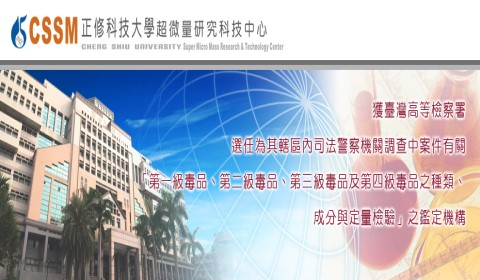 CSSM 正修科技大學超微量研究科技中心
CHENG SHIU UNIVERSITY Super Micro Mass Research & Technology Center
獲臺灣高等檢察署
選任為其轄區內司法警察機關調查中案件有關
「第一級毒品、第二級毒品、第三級毒品及第四級毒品之種類、
成分與定量檢驗」之鑑定機構